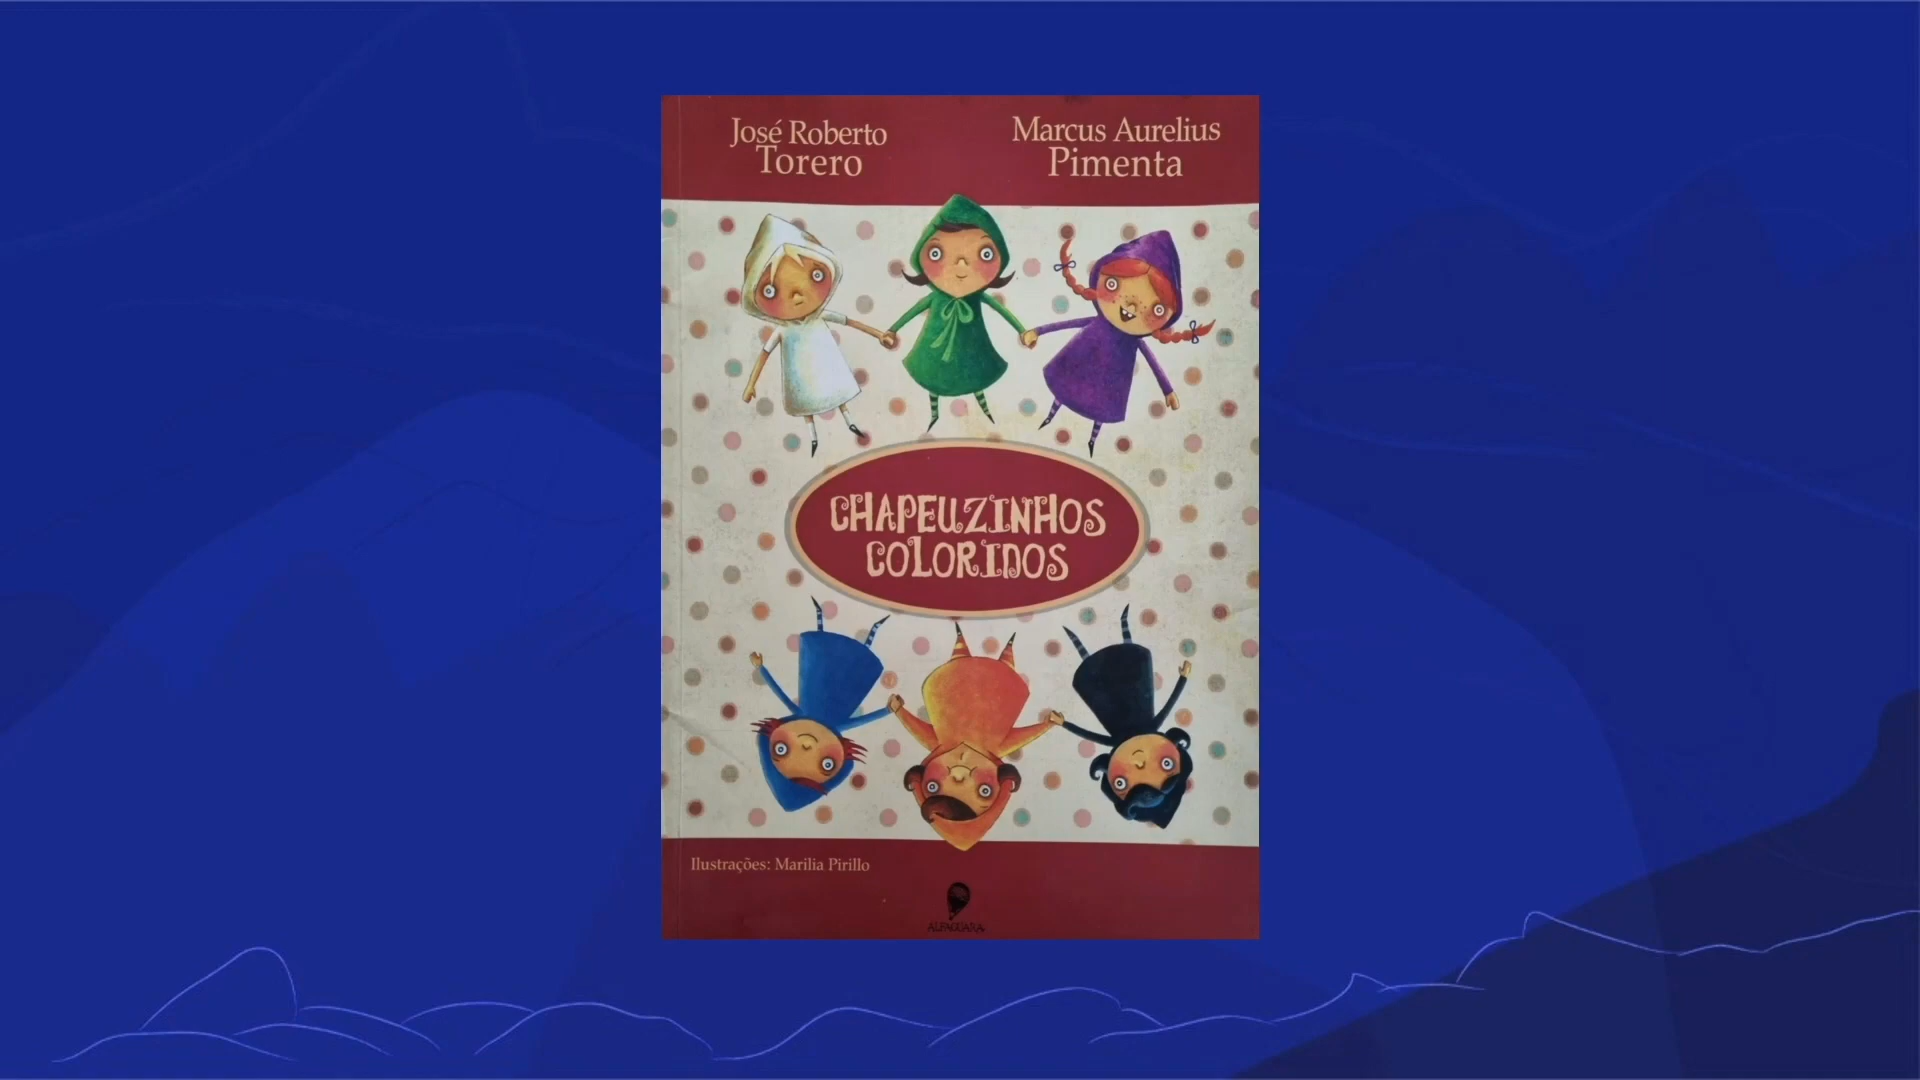 José Roberto
Torero
Marcus Aurelius
Pimenta
CHAPEUZINHOS
COLORIDOS
Ilustrações: Marilia Pirillo
ALFAGUARA